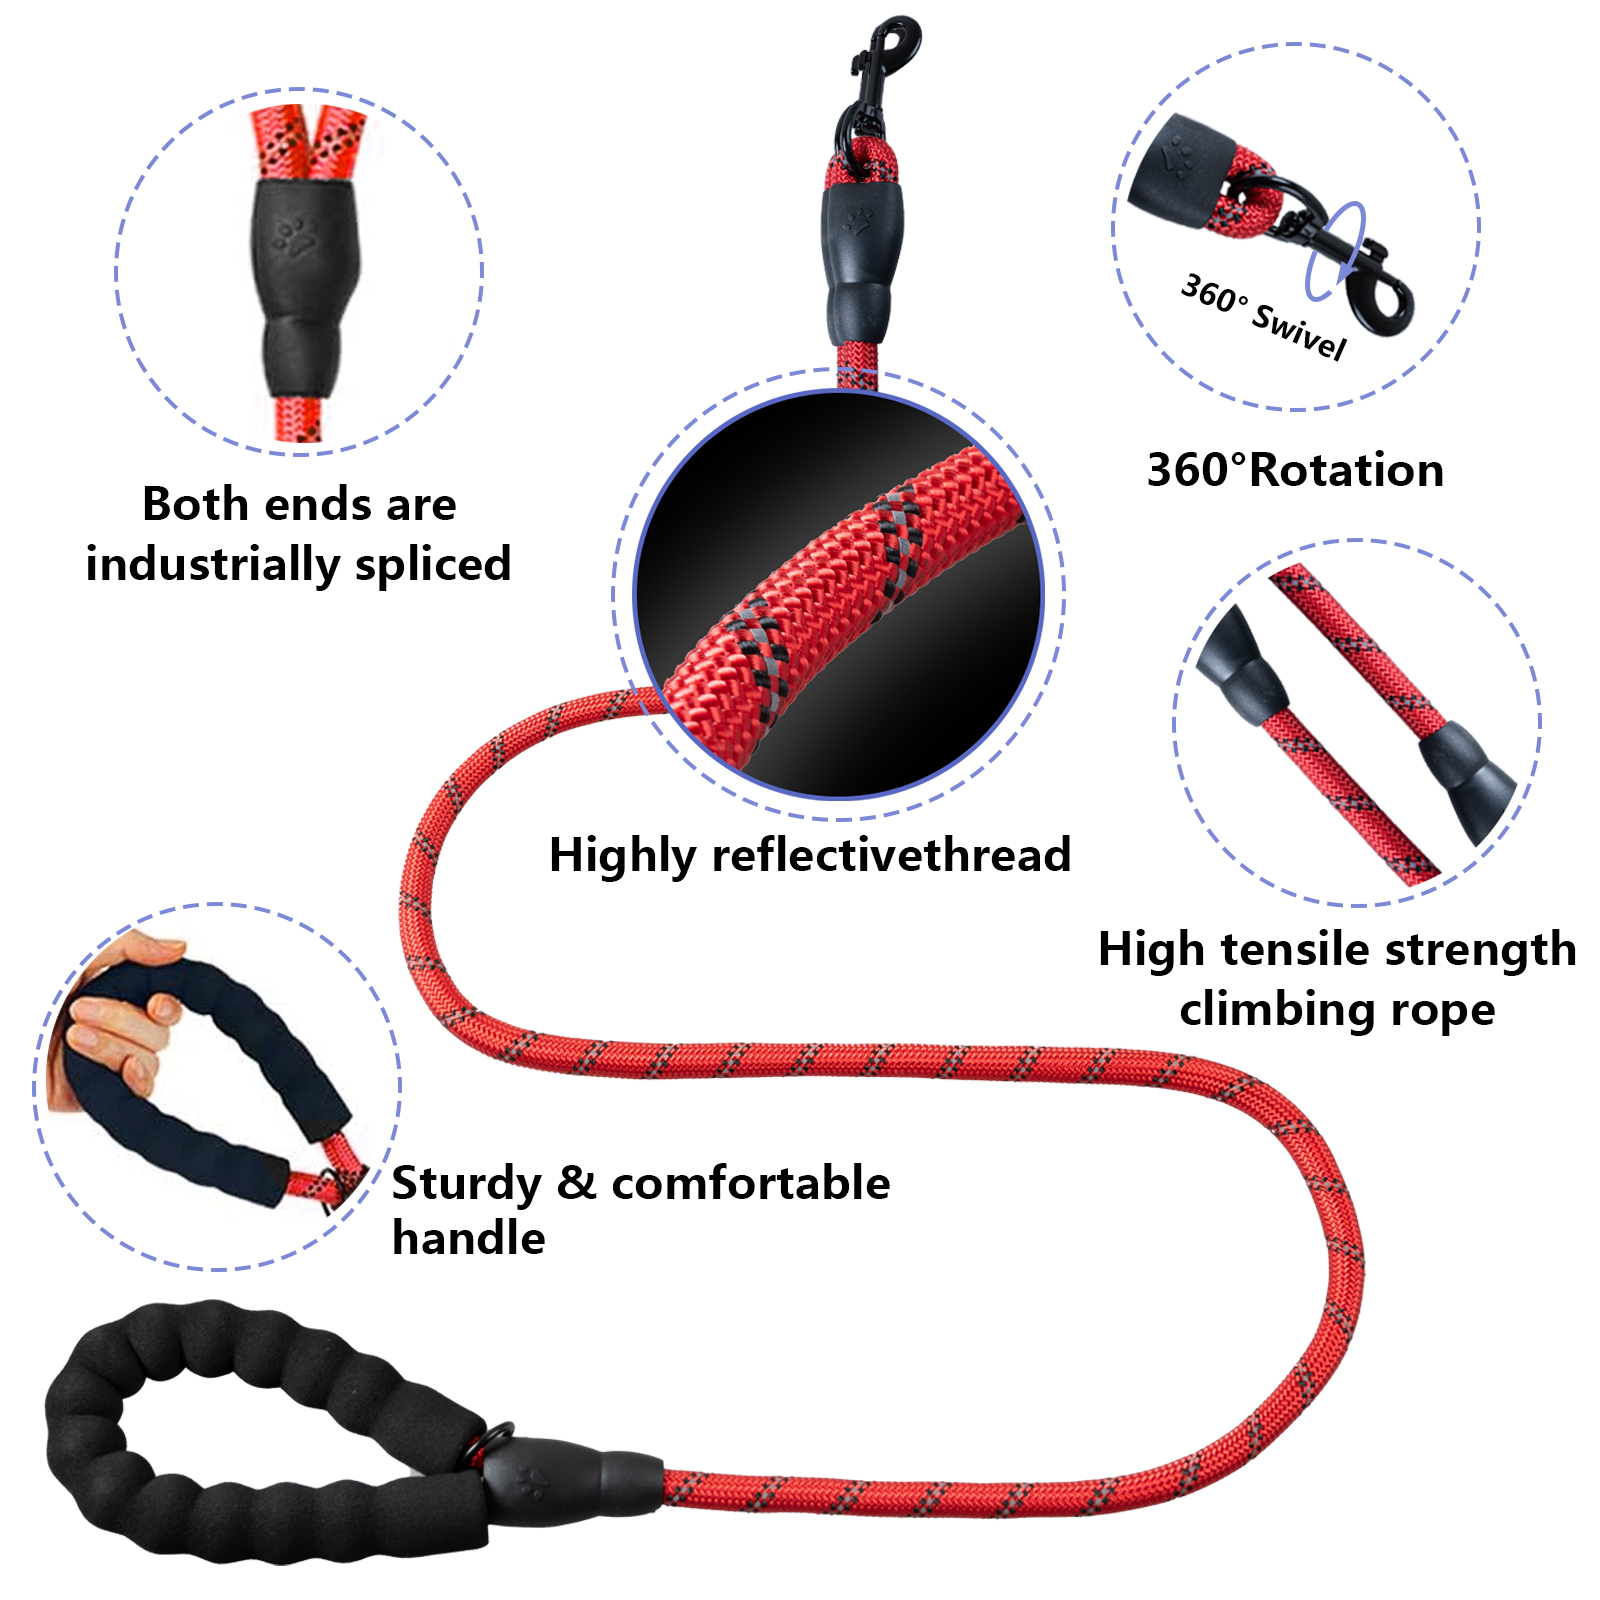 Both ends are
industrially spliced
360° Swivel
360°Rotation
Highly reflectivethread
High tensile strength
climbing rope
Sturdy & comfortable
handle